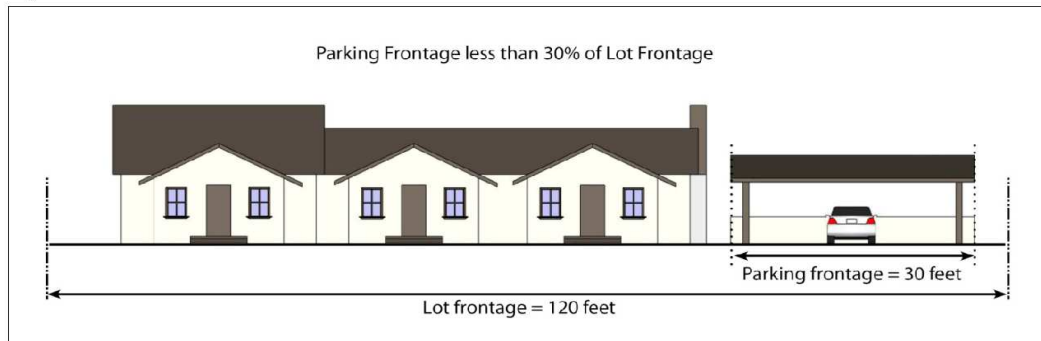 Parking Frontage less than 30% of Lot Frontage
Parking frontage = 30 feet
Lot frontage = 120 feet